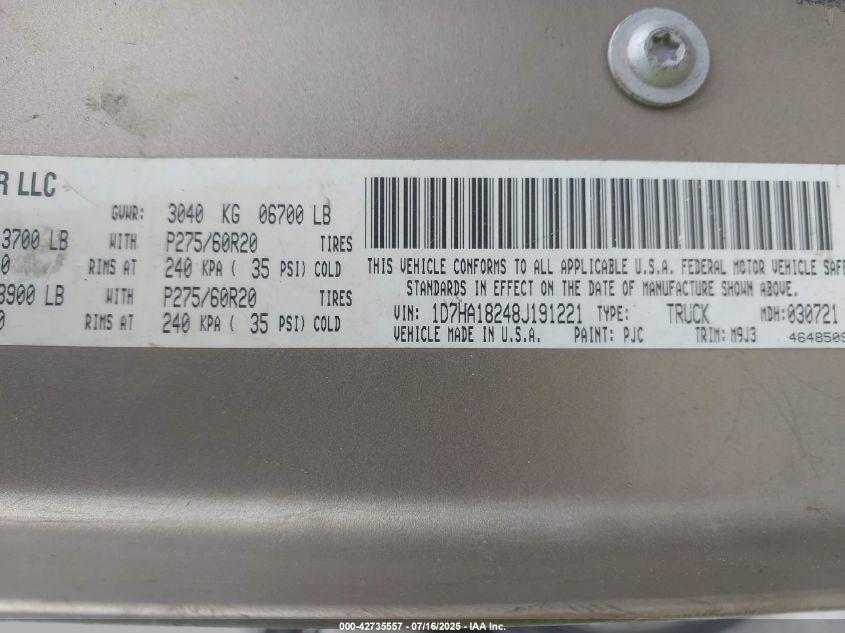 R LLC
GVWR: 3040 KG 06700 LB
3700 LB WITH P275/60R20 TIRES
0 RIMS AT 240 KPA ( 35 PSI) COLD
3900 LB WITH P275/60R20 TIRES
0 RIMS AT 240 KPA ( 35 PSI) COLD
THIS VEHICLE CONFORMS TO ALL APPLICABLE U.S.A. FEDERAL MOTOR VEHICLE SAFE
STANDARDS IN EFFECT ON THE DATE OF MANUFACTURE SHOWN ABOVE.
VIN: 1D7HA18248J191221 TYPE: TRUCK MDH: 030721
VEHICLE MADE IN U.S.A. PAINT: PJC TRIM: M9J3 4648509
000-42735557 - 07/16/2025 - IAA Inc.